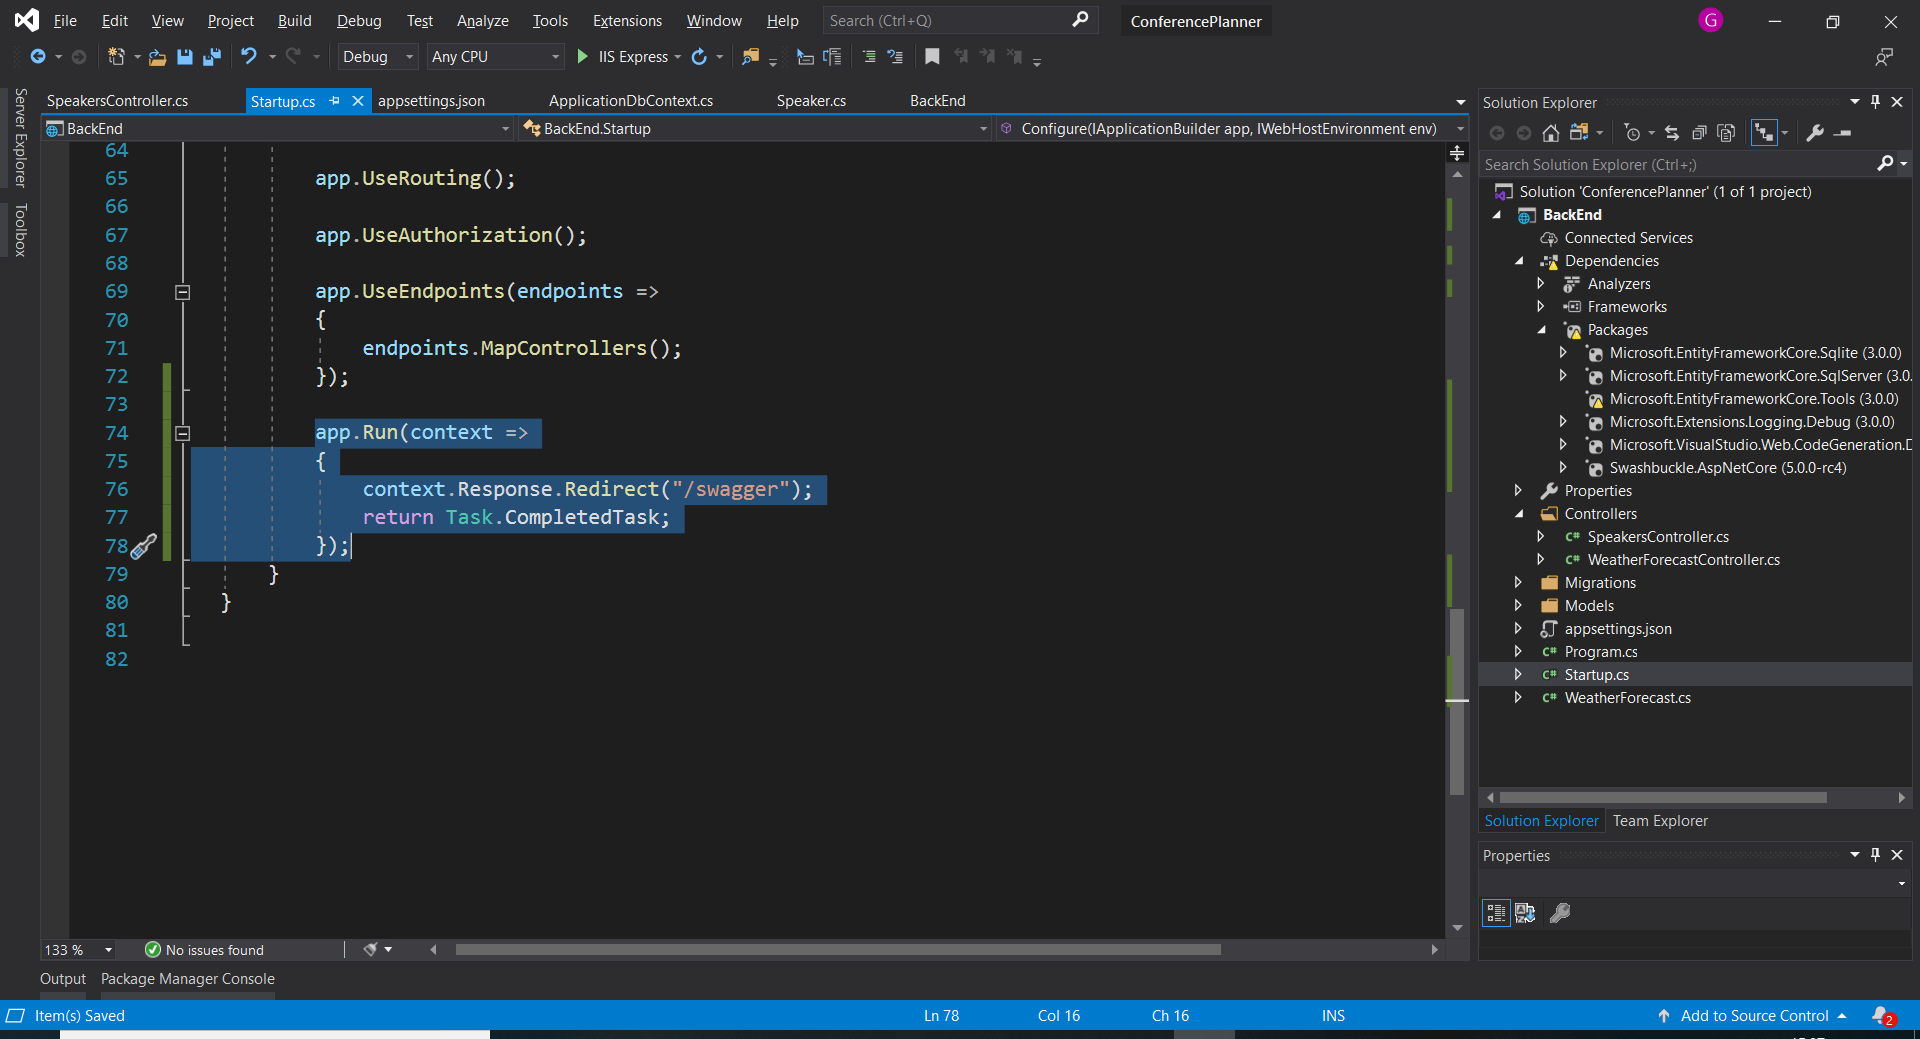 File Edit View Project Build Debug Test Analyze Tools Extensions Window Help Search (Ctrl+Q) ConferencePlanner G
Debug Any CPU IIS Express
Server Explorer
Toolbox
SpeakersController.cs Startup.cs appsettings.json ApplicationDbContext.cs Speaker.cs BackEnd
BackEnd BackEnd.Startup Configure(IApplicationBuilder app, IWebHostEnvironment env)
64
65 app.UseRouting();
66
67 app.UseAuthorization();
68
69 app.UseEndpoints(endpoints =>
70 {
71 endpoints.MapControllers();
72 });
73
74 app.Run(context =>
75 {
76 context.Response.Redirect("/swagger");
77 return Task.CompletedTask;
78 });
79 }
80 }
81
82
133 % No issues found
Output Package Manager Console
Solution Explorer
Search Solution Explorer (Ctrl+;)
Solution 'ConferencePlanner' (1 of 1 project)
BackEnd
Connected Services
Dependencies
Analyzers
Frameworks
Packages
Microsoft.EntityFrameworkCore.Sqlite (3.0.0)
Microsoft.EntityFrameworkCore.SqlServer (3.0.
Microsoft.EntityFrameworkCore.Tools (3.0.0)
Microsoft.Extensions.Logging.Debug (3.0.0)
Microsoft.VisualStudio.Web.CodeGeneration.D
Swashbuckle.AspNetCore (5.0.0-rc4)
Properties
Controllers
C# SpeakersController.cs
C# WeatherForecastController.cs
Migrations
Models
appsettings.json
C# Program.cs
C# Startup.cs
C# WeatherForecast.cs
Solution Explorer Team Explorer
Properties
Item(s) Saved Ln 78 Col 16 Ch 16 INS Add to Source Control 2